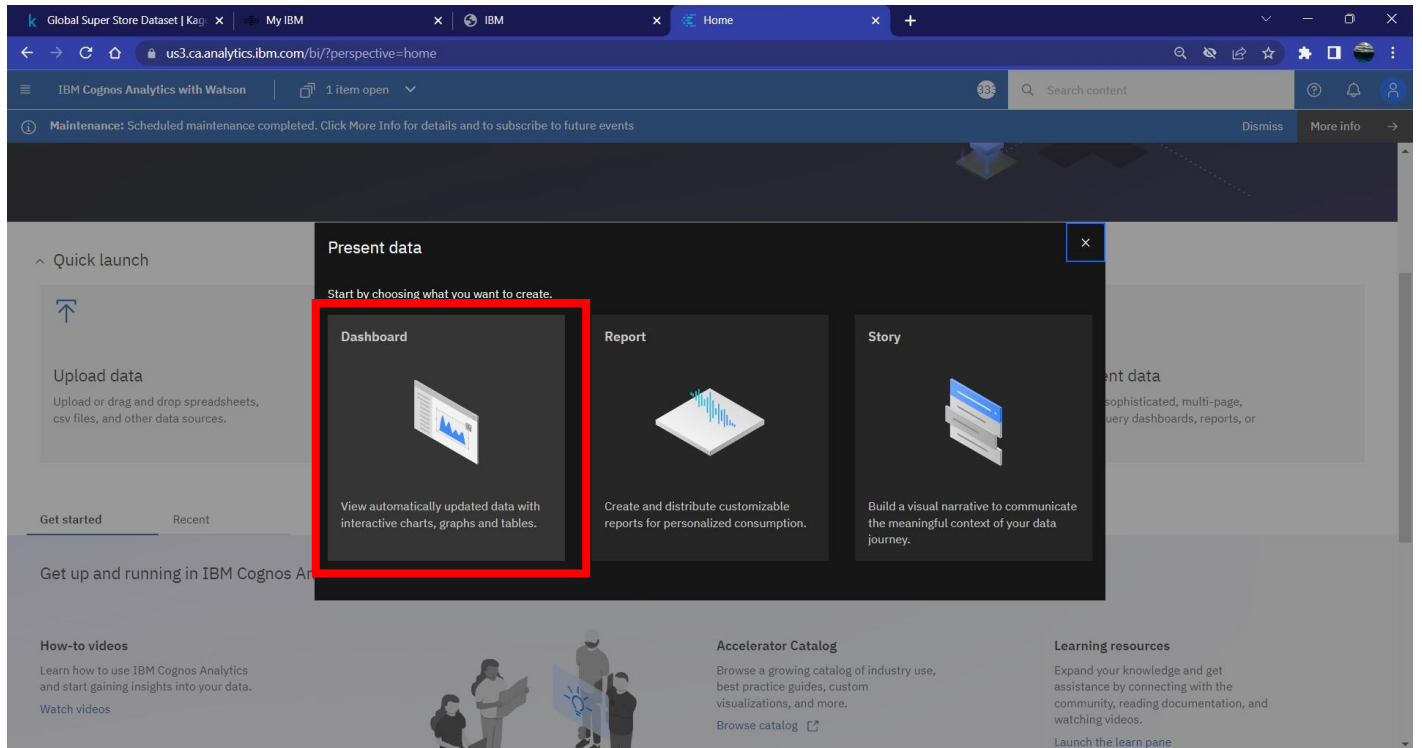 Global Super Store Dataset | Kag
My IBM
IBM
Home
us3.ca.analytics.ibm.com/bi/?perspective=home
IBM Cognos Analytics with Watson
1 item open
Search content
Maintenance: Scheduled maintenance completed. Click More Info for details and to subscribe to future events
Dismiss
More info
Quick launch
Upload data
Upload or drag and drop spreadsheets,
csv files, and other data sources.
Present data
Start by choosing what you want to create.
Dashboard
View automatically updated data with
interactive charts, graphs and tables.
Report
Create and distribute customizable
reports for personalized consumption.
Story
Build a visual narrative to communicate
the meaningful context of your data
journey.
nt data
sophisticated, multi-page,
uery dashboards, reports, or
Get started
Recent
Get up and running in IBM Cognos An
How-to videos
Learn how to use IBM Cognos Analytics
and start gaining insights into your data.
Watch videos
Accelerator Catalog
Browse a growing catalog of industry use,
best practice guides, custom
visualizations, and more.
Browse catalog
Learning resources
Expand your knowledge and get
assistance by connecting with the
community, reading documentation, and
watching videos.
Launch the learn pane